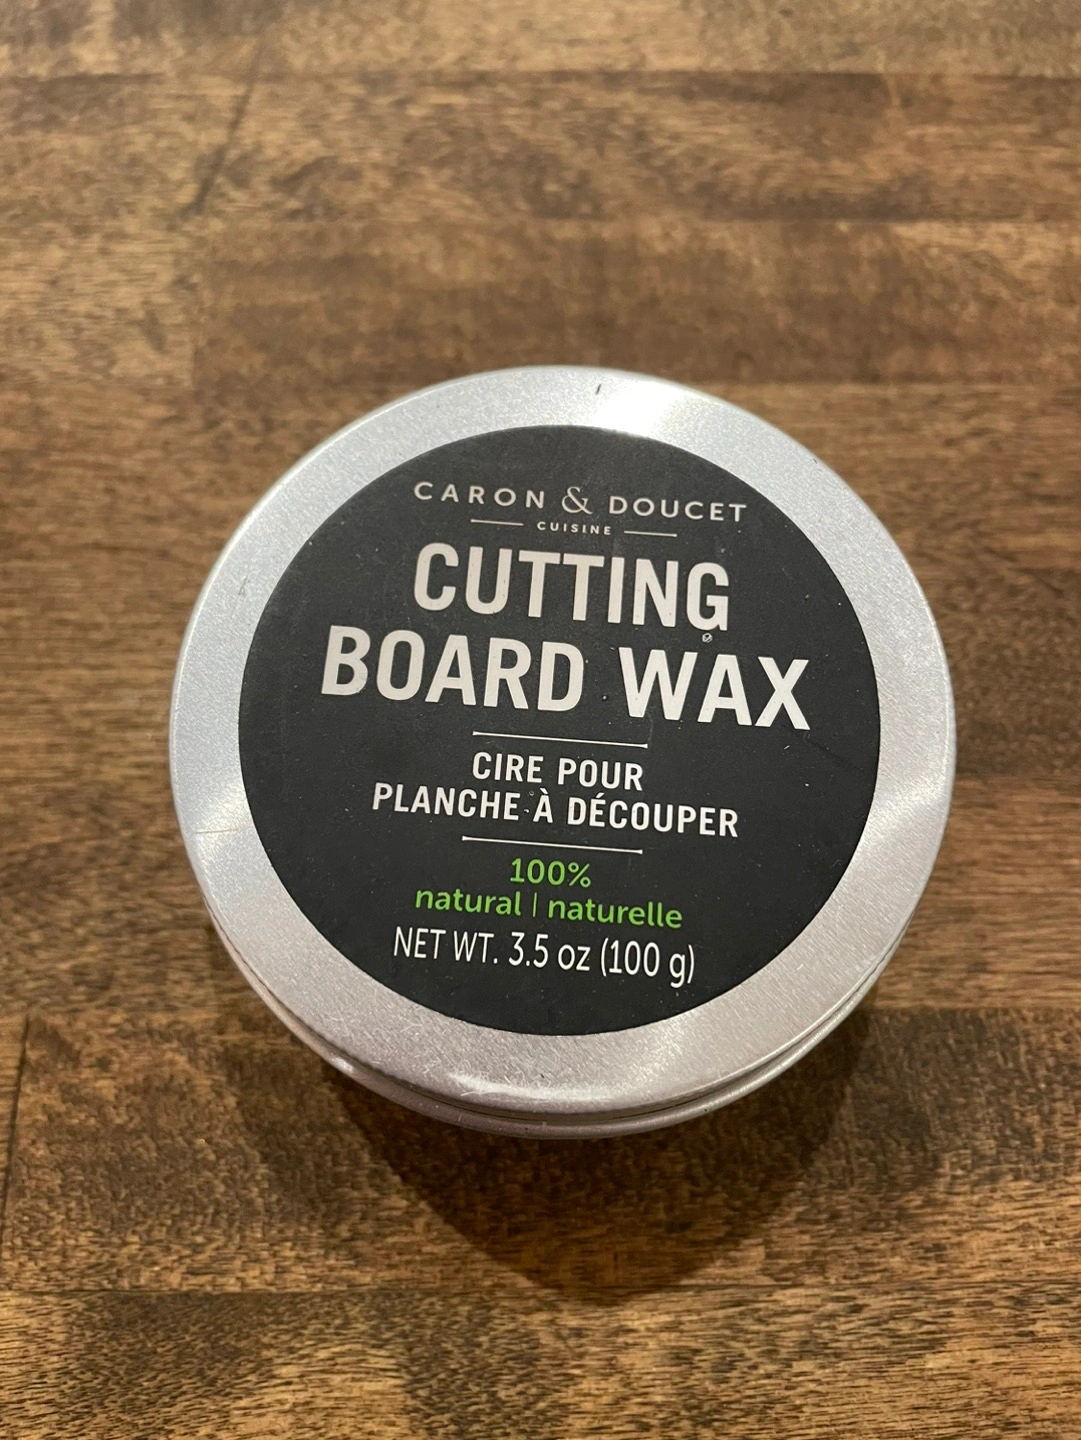 CARON & DOUCET
CUISINE
CUTTING
BOARD WAX
CIRE POUR
PLANCHE À DÉCOUPER
100%
natural | naturelle
NET WT. 3.5 oz (100 g)